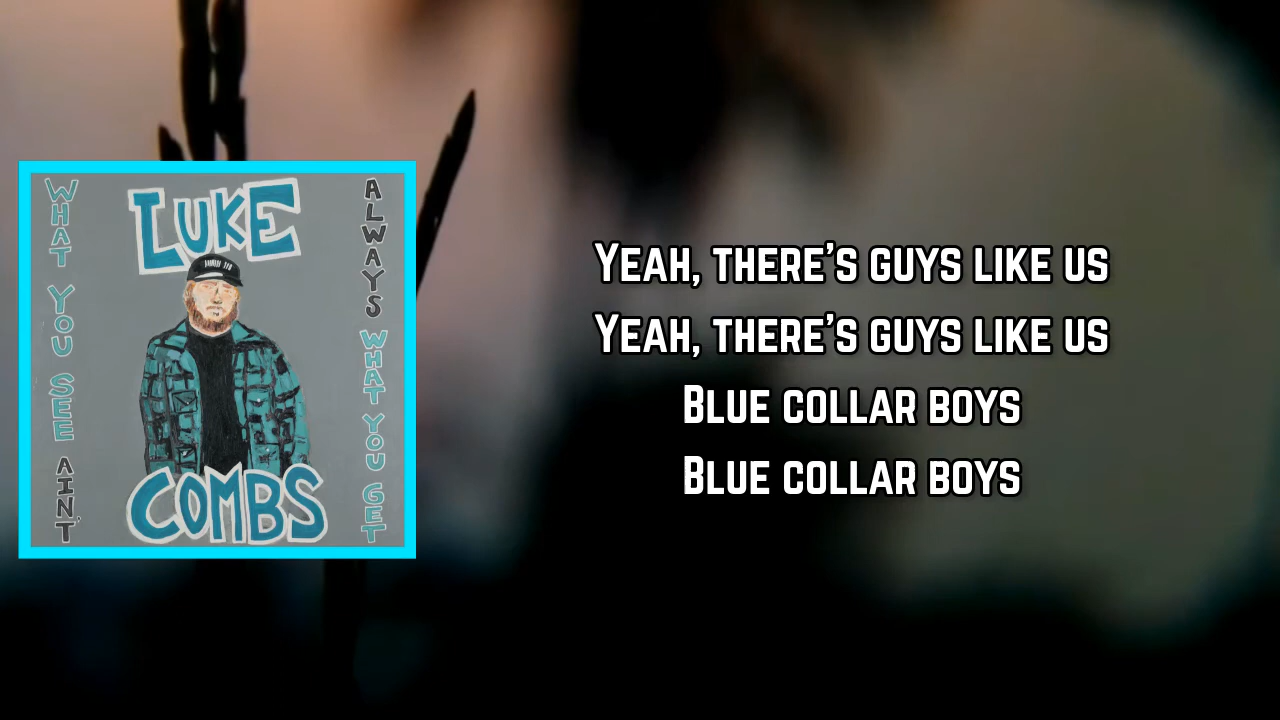 WHAT YOU SEE AIN'T
LUKE
COMBS
ALWAYS WHAT YOU GET
Yeah, there's guys like us
Yeah, there's guys like us
Blue collar boys
Blue collar boys